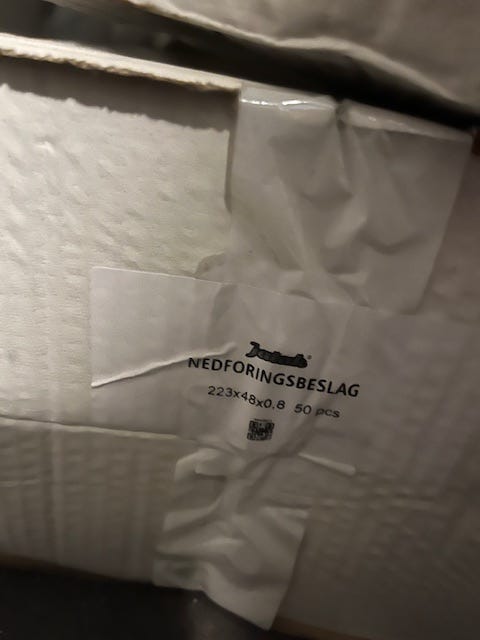 NEDFORINGSBESLAG
223x48x0,8 50 pcs